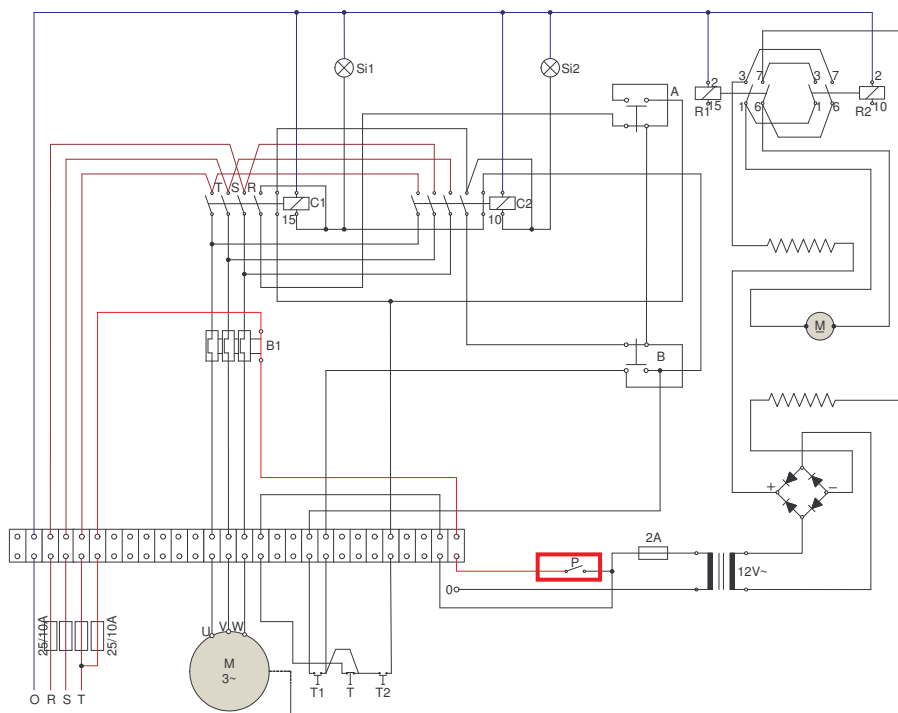 Si1
Si2
A
2
3 7
3 7
2
R1
15
1 6
1 6
R2
10
T S R
C1
15
C2
10
M
B1
B
+
−
2A
P
12V~
0
25/10A
25/10A
U V W
M
3~
T1
T
T2
O R S T